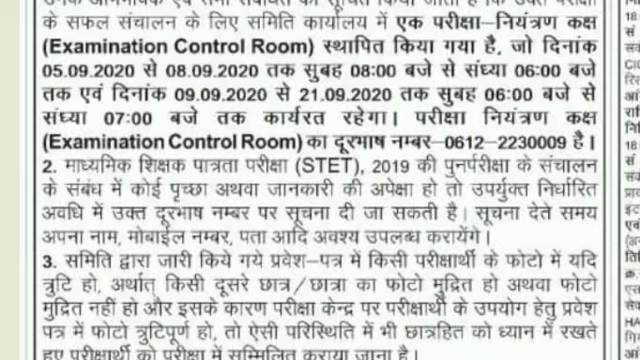 के सफल संचालन के लिए समिति कार्यालय में एक परीक्षा–नियंत्रण कक्ष
(Examination Control Room) स्थापित किया गया है, जो दिनांक
05.09.2020 से 08.09.2020 तक सुबह 08:00 बजे से संध्या 06:00 बजे
तक एवं दिनांक 09.09.2020 से 21.09.2020 तक सुबह 06:00 बजे से
संध्या 07:00 बजे तक कार्यरत रहेगा। परीक्षा नियंत्रण कक्ष
(Examination Control Room) का दूरभाष नम्बर–0612–2230009 है।
2. माध्यमिक शिक्षक पात्रता परीक्षा (STET), 2019 की पुनर्परीक्षा के संचालन
के संबंध में कोई पृच्छा अथवा जानकारी की अपेक्षा हो तो उपर्युक्त निर्धारित
अवधि में उक्त दूरभाष नम्बर पर सूचना दी जा सकती है। सूचना देते समय
अपना नाम, मोबाईल नम्बर, पता आदि अवश्य उपलब्ध करायेंगे।
3. समिति द्वारा जारी किये गये प्रवेश–पत्र में किसी परीक्षार्थी के फोटो में यदि
त्रुटि हो, अर्थात् किसी दूसरे छात्र/छात्रा का फोटो मुद्रित हो अथवा फोटो
मुद्रित नहीं हो और इसके कारण परीक्षा केन्द्र पर परीक्षार्थी के उपयोग हेतु प्रवेश
पत्र में फोटो त्रुटिपूर्ण हो, तो ऐसी परिस्थिति में भी छात्रहित को ध्यान में रखते
हुए परीक्षार्थी को परीक्षा में सम्मिलित कराया जाना है।